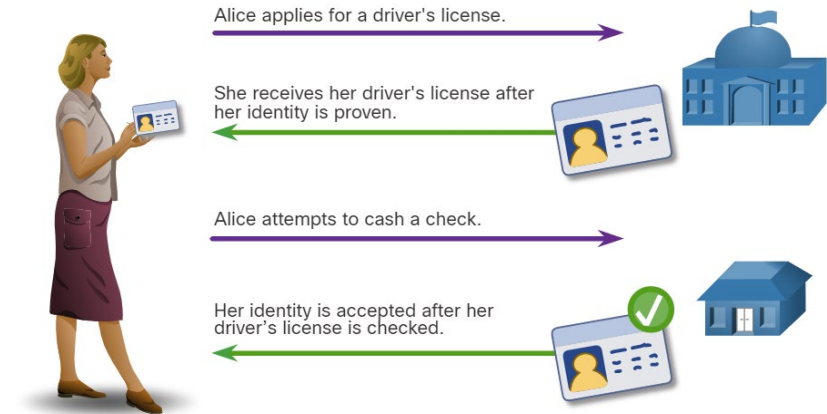 Alice applies for a driver's license.
She receives her driver's license after
her identity is proven.
Alice attempts to cash a check.
Her identity is accepted after her
driver’s license is checked.